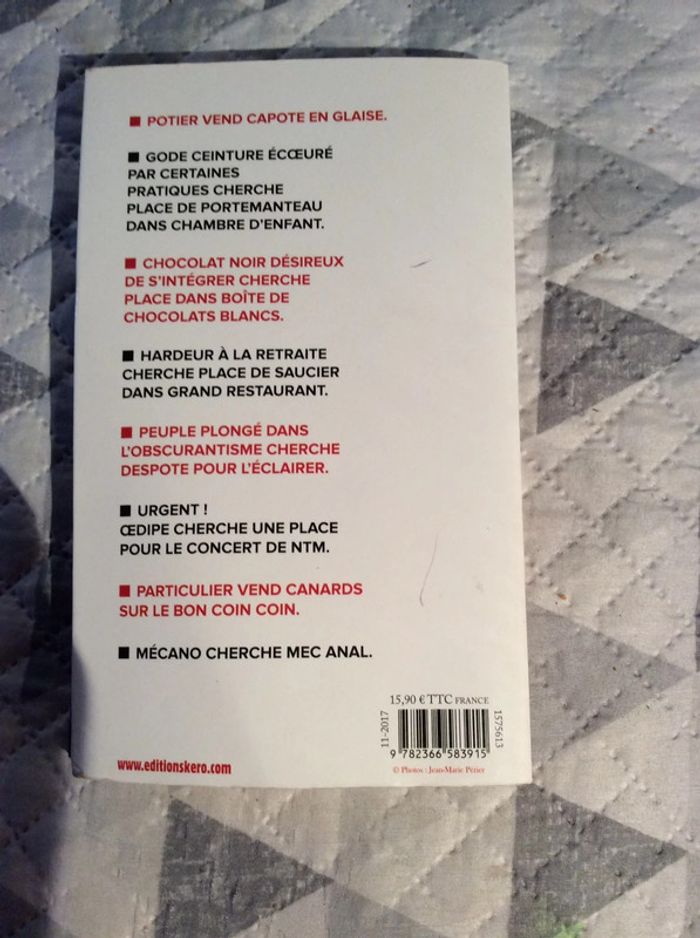 ■ POTIER VEND CAPOTE EN GLAISE.
■ GODE CEINTURE ÉCŒURÉ
PAR CERTAINES
PRATIQUES CHERCHE
PLACE DE PORTEMANTEAU
DANS CHAMBRE D'ENFANT.
■ CHOCOLAT NOIR DÉSIREUX
DE S'INTÉGRER CHERCHE
PLACE DANS BOÎTE DE
CHOCOLATS BLANCS.
■ HARDEUR À LA RETRAITE
CHERCHE PLACE DE SAUCIER
DANS GRAND RESTAURANT.
■ PEUPLE PLONGÉ DANS
L'OBSCURANTISME CHERCHE
DESPOTE POUR L'ÉCLAIRER.
■ URGENT !
ŒDIPE CHERCHE UNE PLACE
POUR LE CONCERT DE NTM.
■ PARTICULIER VEND CANARDS
SUR LE BON COIN COIN.
■ MÉCANO CHERCHE MEC ANAL.
15,90 € TTC FRANCE
11-2017
1575613
9 782366 583915
www.editionskero.com
© Photos : Jean-Marie Périer